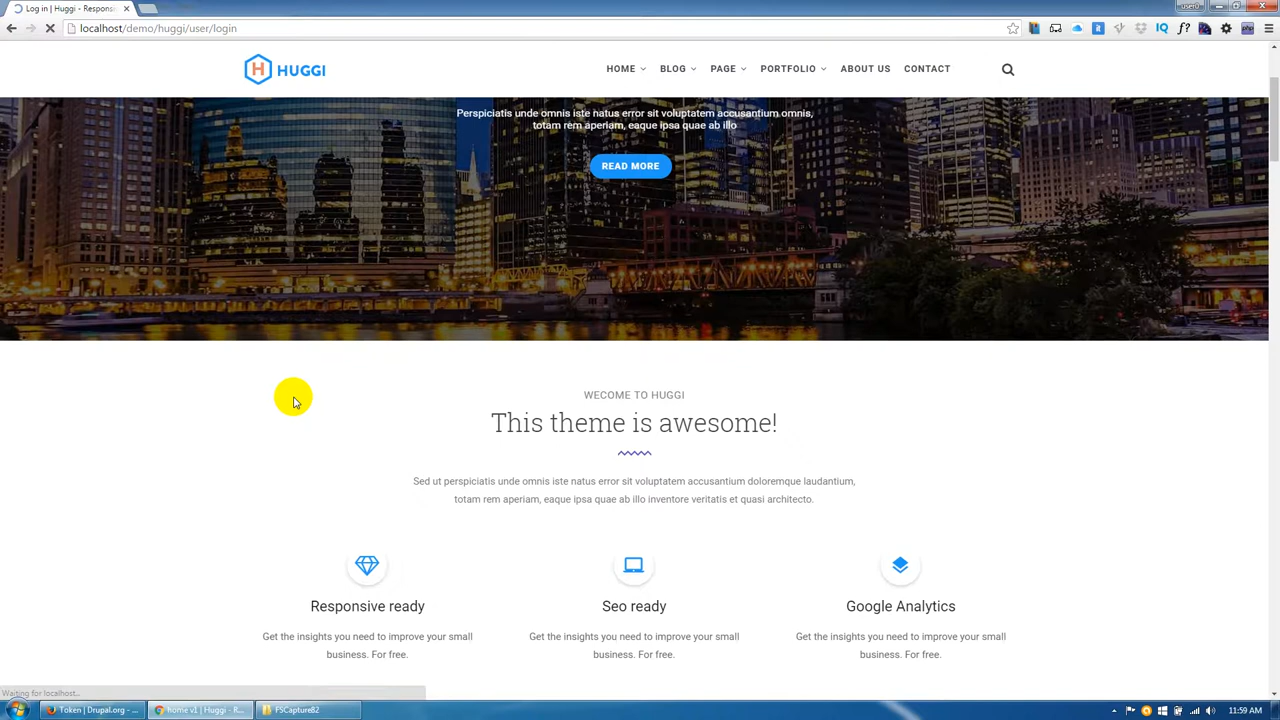 Log in | Huggi - Respons
user0
localhost/demo/huggi/user/login
HUGGI
HOME
BLOG
PAGE
PORTFOLIO
ABOUT US
CONTACT
Perspiciatis unde omnis iste natus error sit voluptatem accusantium omnis,
totam rem aperiam, eaque ipsa quae ab illo
READ MORE
WECOME TO HUGGI
This theme is awesome!
Sed ut perspiciatis unde omnis iste natus error sit voluptatem accusantium doloremque laudantium,
totam rem aperiam, eaque ipsa quae ab illo inventore veritatis et quasi architecto.
Responsive ready
Seo ready
Google Analytics
Get the insights you need to improve your small
business. For free.
Get the insights you need to improve your small
business. For free.
Get the insights you need to improve your small
business. For free.
Waiting for localhost...
Token | Drupal.org - ...
home v1 | Huggi - R...
FSCapture82
11:59 AM